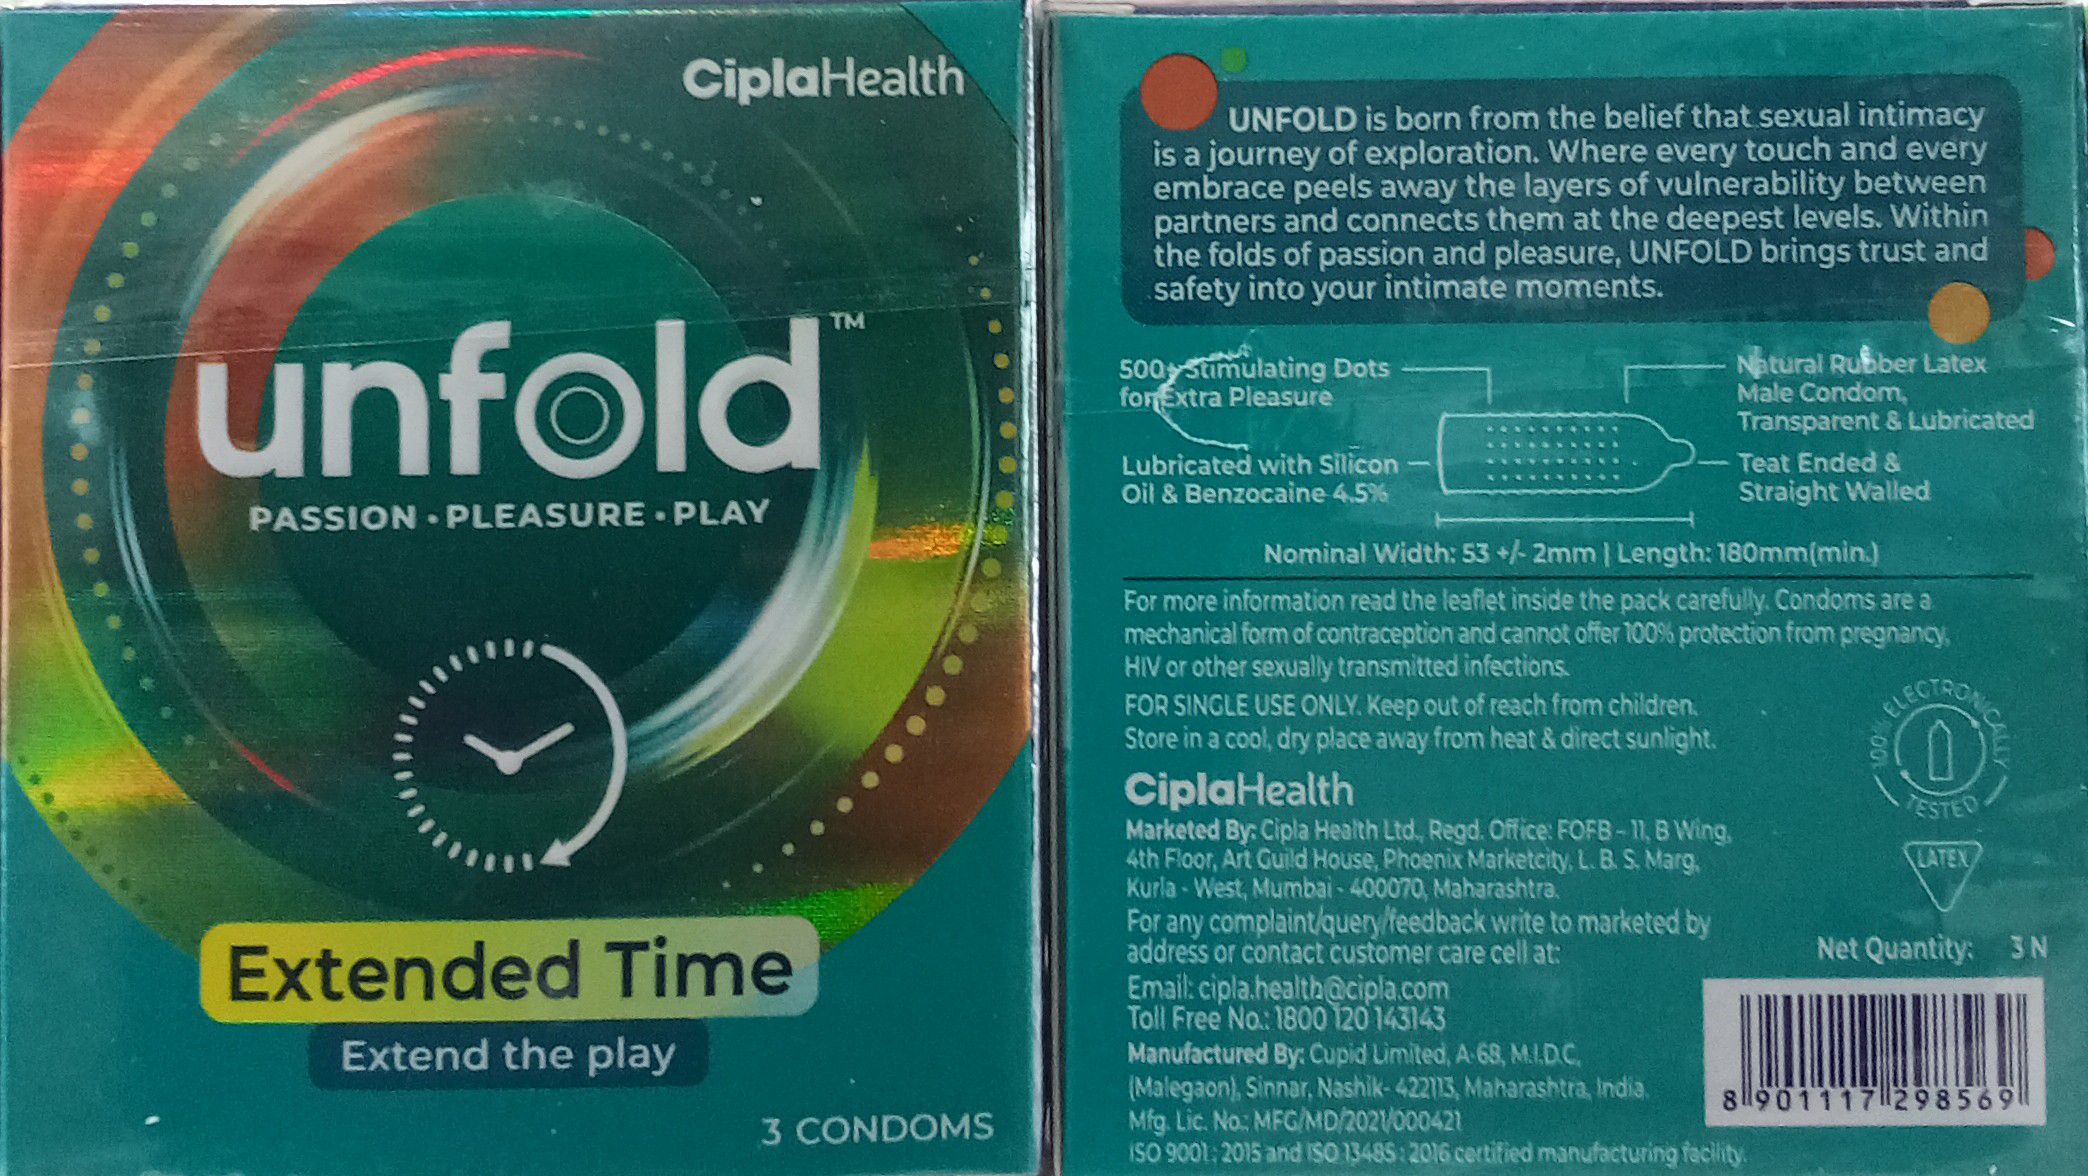 CiplaHealth
unfold™
PASSION • PLEASURE • PLAY
Extended Time
Extend the play
3 CONDOMS
UNFOLD is born from the belief that sexual intimacy
is a journey of exploration. Where every touch and every
embrace peels away the layers of vulnerability between
partners and connects them at the deepest levels. Within
the folds of passion and pleasure, UNFOLD brings trust and
safety into your intimate moments.
500+ Stimulating Dots
for Extra Pleasure
Natural Rubber Latex
Male Condom,
Transparent & Lubricated
Lubricated with Silicon
Oil & Benzocaine 4.5%
Teat Ended &
Straight Walled
Nominal Width: 53 +/- 2mm | Length: 180mm(min.)
For more information read the leaflet inside the pack carefully. Condoms are a
mechanical form of contraception and cannot offer 100% protection from pregnancy,
HIV or other sexually transmitted infections.
FOR SINGLE USE ONLY. Keep out of reach from children.
Store in a cool, dry place away from heat & direct sunlight.
100% ELECTRONICALLY
TESTED
CiplaHealth
Marketed By: Cipla Health Ltd., Regd. Office: FOFB - 11, B Wing,
4th Floor, Art Guild House, Phoenix Marketcity, L. B. S. Marg,
Kurla - West, Mumbai - 400070, Maharashtra.
LATEX
For any complaint/query/feedback write to marketed by
address or contact customer care cell at:
Net Quantity: 3 N
Email: cipla.health@cipla.com
Toll Free No.: 1800 120 143143
Manufactured By: Cupid Limited, A-68, M.I.D.C,
(Malegaon), Sinnar, Nashik- 422113, Maharashtra, India.
Mfg. Lic. No.: MFG/MD/2021/000421
ISO 9001 : 2015 and ISO 13485 : 2016 certified manufacturing facility.
8 901117 298569